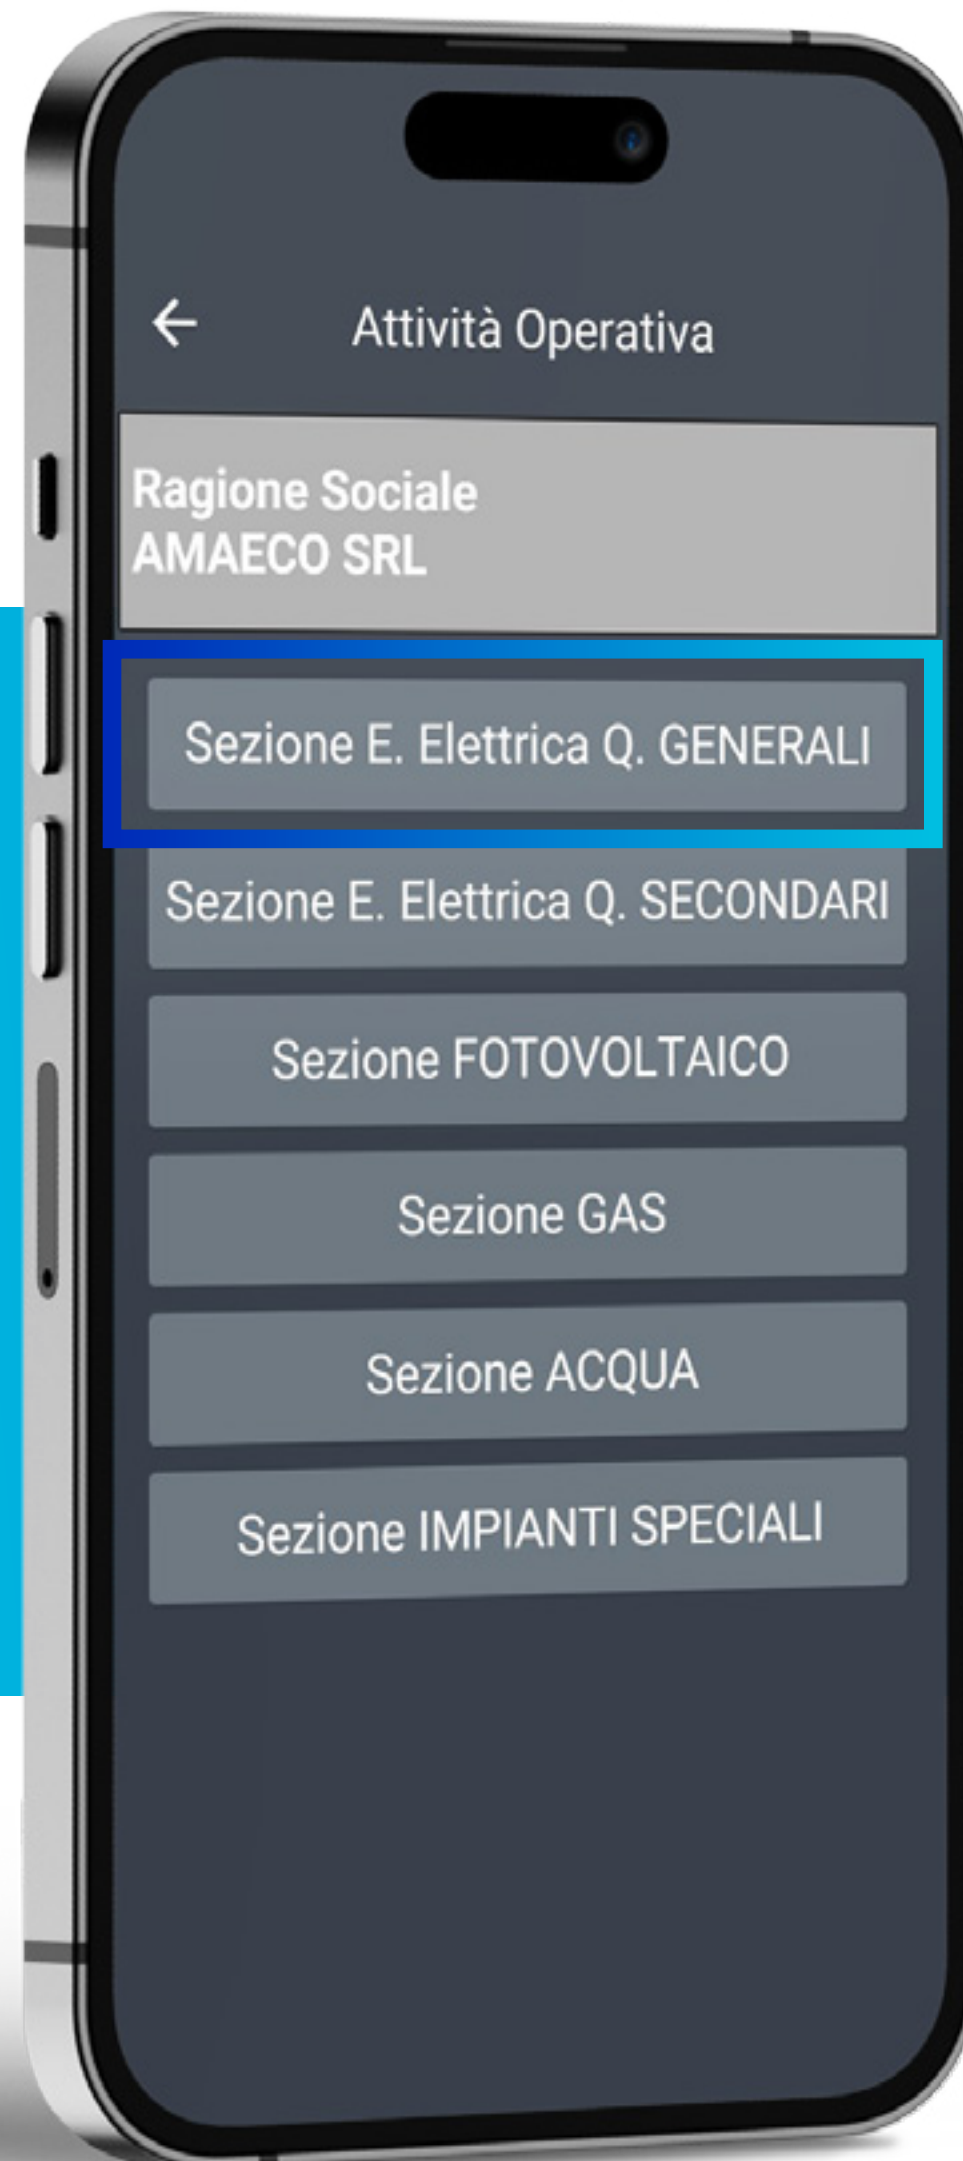 Attività Operativa
Ragione Sociale
AMAECO SRL
Sezione E. Elettrica Q. GENERALI
Sezione E. Elettrica Q. SECONDARI
Sezione FOTOVOLTAICO
Sezione GAS
Sezione ACQUA
Sezione IMPIANTI SPECIALI